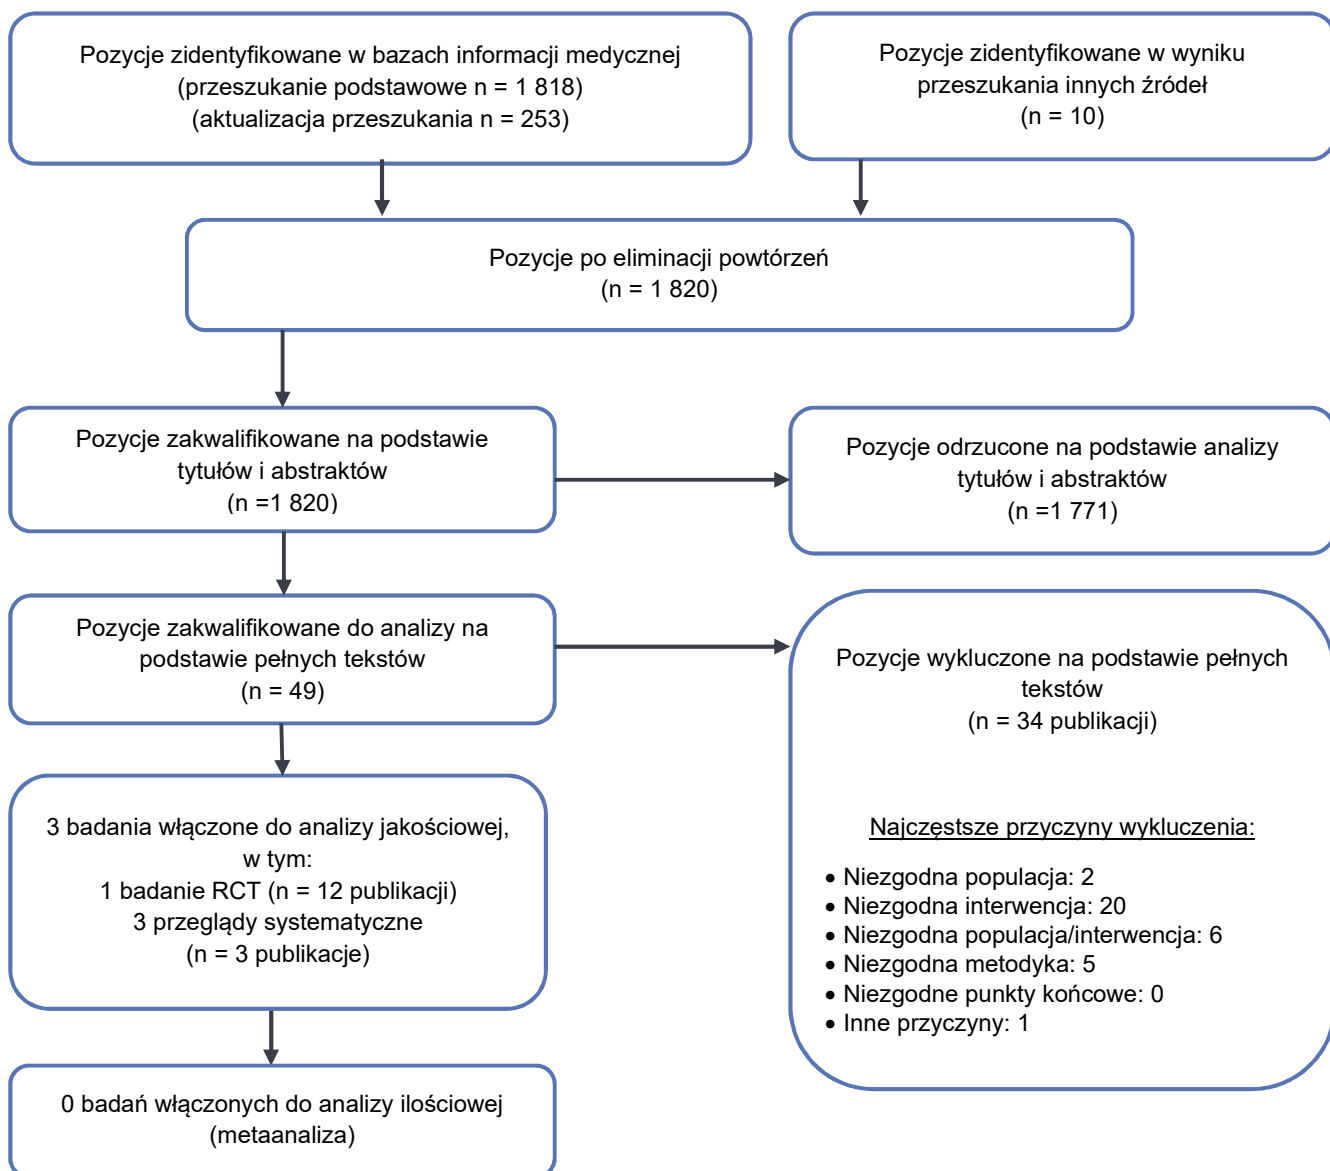 Pozycje zidentyfikowane w bazach informacji medycznej
(przeszukanie podstawowe n = 1 818)
(aktualizacja przeszukania n = 253)
Pozycje zidentyfikowane w wyniku
przeszukania innych źródeł
(n = 10)
Pozycje po eliminacji powtórzeń
(n = 1 820)
Pozycje zakwalifikowane na podstawie
tytułów i abstraktów
(n =1 820)
Pozycje odrzucone na podstawie analizy
tytułów i abstraktów
(n =1 771)
Pozycje zakwalifikowane do analizy na
podstawie pełnych tekstów
(n = 49)
Pozycje wykluczone na podstawie pełnych
tekstów
(n = 34 publikacji)
Najczęstsze przyczyny wykluczenia:
• Niezgodna populacja: 2
• Niezgodna interwencja: 20
• Niezgodna populacja/interwencja: 6
• Niezgodna metodyka: 5
• Niezgodne punkty końcowe: 0
• Inne przyczyny: 1
3 badania włączone do analizy jakościowej,
w tym:
1 badanie RCT (n = 12 publikacji)
3 przeglądy systematyczne
(n = 3 publikacje)
0 badań włączonych do analizy ilościowej
(metaanaliza)